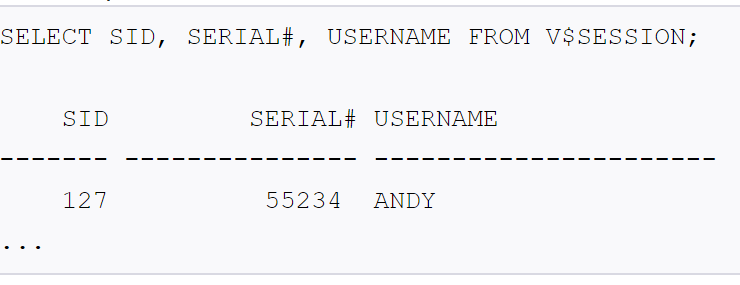 SELECT SID, SERIAL#, USERNAME FROM V$SESSION;
SID SERIAL# USERNAME
------- --------------- ----------------------
127 55234 ANDY
...